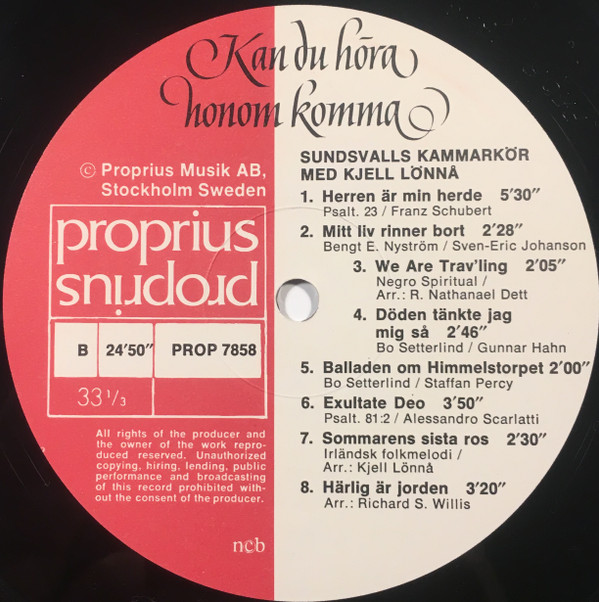 Kan du höra
honom komma
© Proprius Musik AB,
Stockholm Sweden
proprius
proprius
B 24′50″ PROP 7858
33 1/3
All rights of the producer and
the owner of the work repro-
duced reserved. Unauthorized
copying, hiring, lending, public
performance and broadcasting
of this record prohibited with-
out the consent of the producer.
ncb
SUNDSVALLS KAMMARKÖR
MED KJELL LÖNNÅ
1. Herren är min herde 5′30″
Psalt. 23 / Franz Schubert
2. Mitt liv rinner bort 2′28″
Bengt E. Nyström / Sven-Eric Johanson
3. We Are Trav'ling 2′05″
Negro Spiritual /
Arr.: R. Nathanael Dett
4. Döden tänkte jag
mig så 2′46″
Bo Setterlind / Gunnar Hahn
5. Balladen om Himmelstorpet 2′00″
Bo Setterlind / Staffan Percy
6. Exultate Deo 3′50″
Psalt. 81:2 / Alessandro Scarlatti
7. Sommarens sista ros 2′30″
Irländsk folkmelodi /
Arr.: Kjell Lönnå
8. Härlig är jorden 3′20″
Arr.: Richard S. Willis